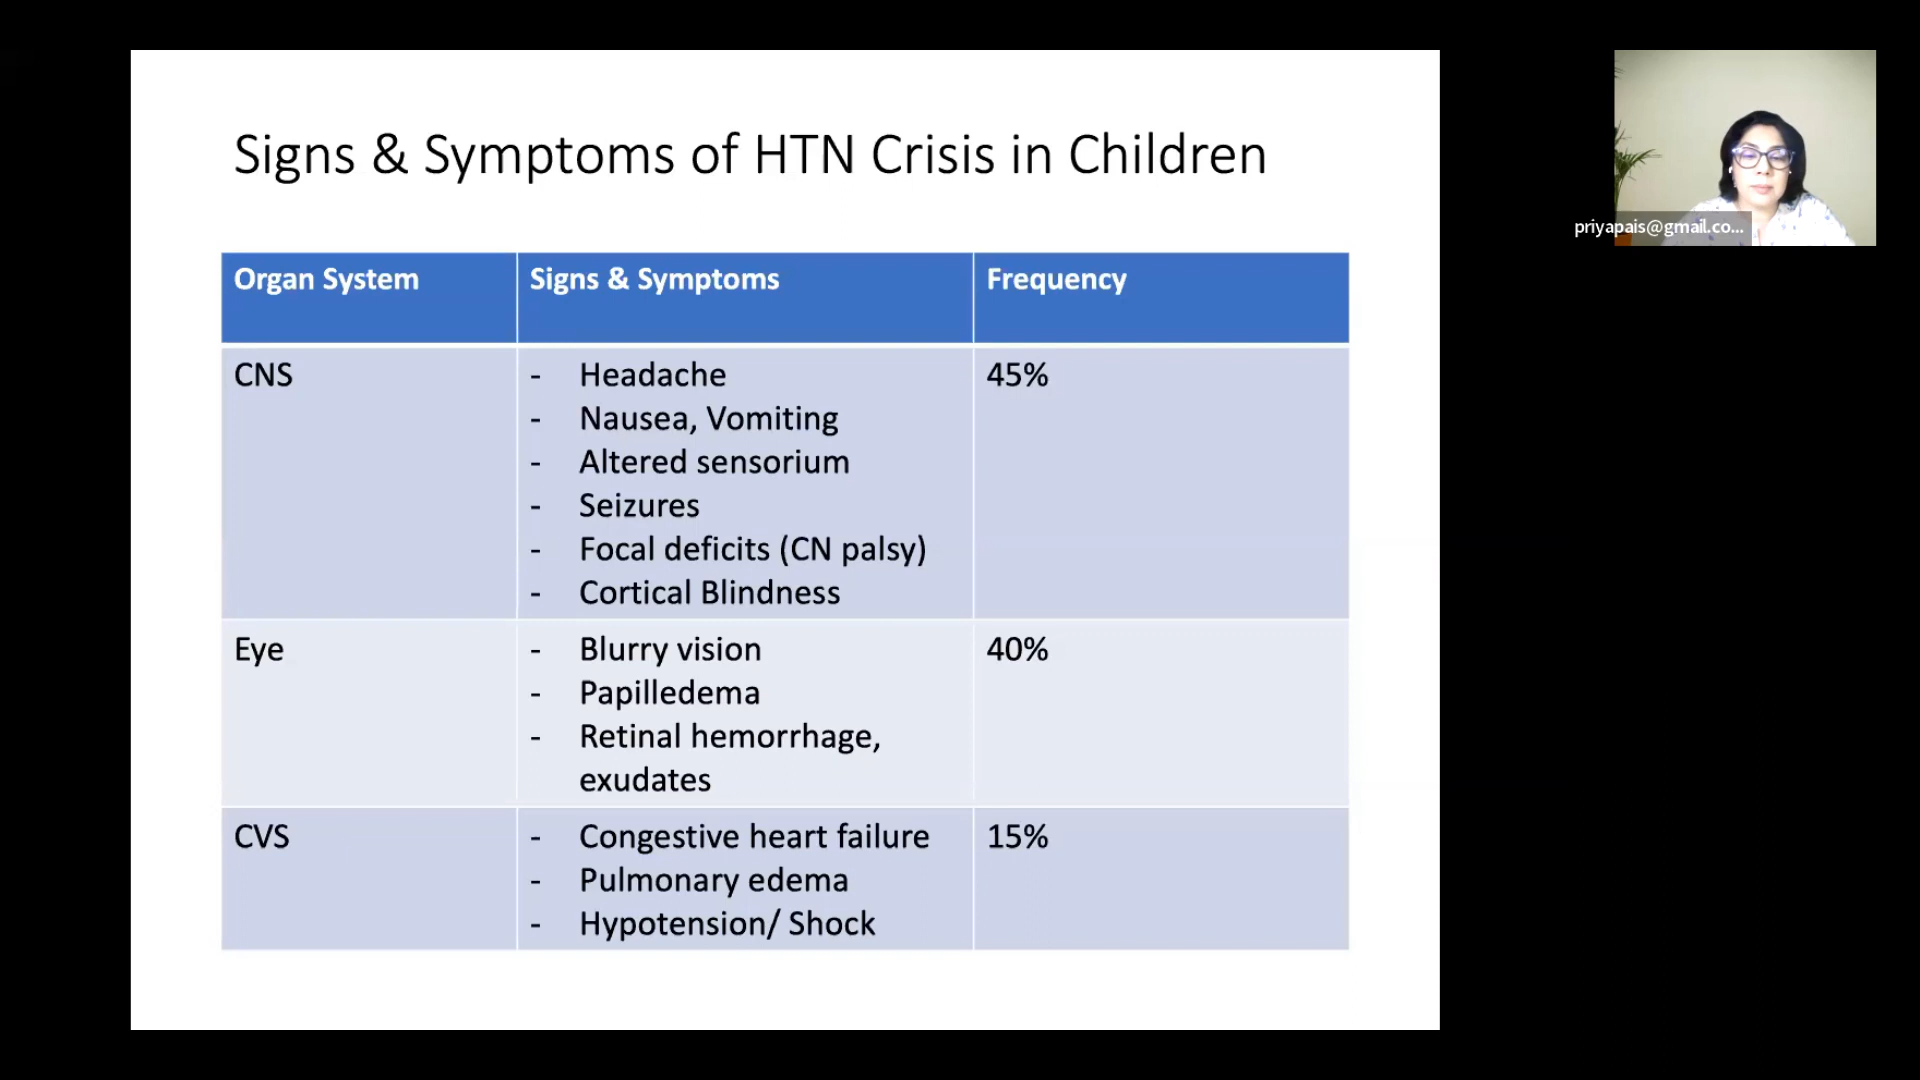 Signs & Symptoms of HTN Crisis in Children
priyapais@gmail.co...
Organ System Signs & Symptoms Frequency
CNS - Headache 45%
- Nausea, Vomiting
- Altered sensorium
- Seizures
- Focal deficits (CN palsy)
- Cortical Blindness
Eye - Blurry vision 40%
- Papilledema
- Retinal hemorrhage,
exudates
CVS - Congestive heart failure 15%
- Pulmonary edema
- Hypotension/ Shock